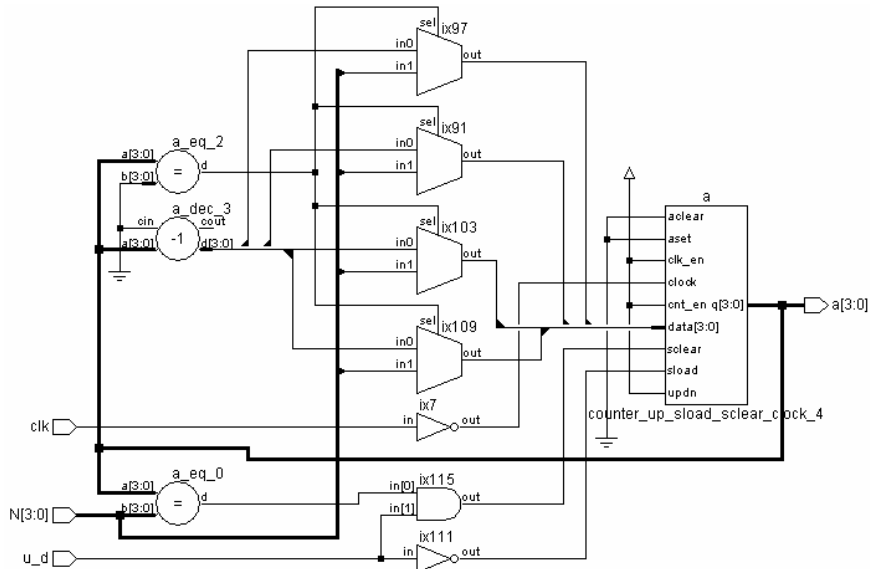 sel ix97
in0
out
in1
sel ix91
in0
out
in1
a_eq_2
a[3:0]
d
=
b[3:0]
a_dec_3
cin
cout
-1
a[3:0]
d[3:0]
sel ix103
in0
out
in1
sel ix109
in0
out
in1
a
aclear
aset
clk_en
clock
cnt_en q[3:0]
data[3:0]
sclear
sload
updn
counter_up_sload_sclear_clock_4
a[3:0]
ix7
clk
in
out
a_eq_0
a[3:0]
d
=
b[3:0]
N[3:0]
ix115
in[0]
out
in[1]
u_d
ix111
in
out